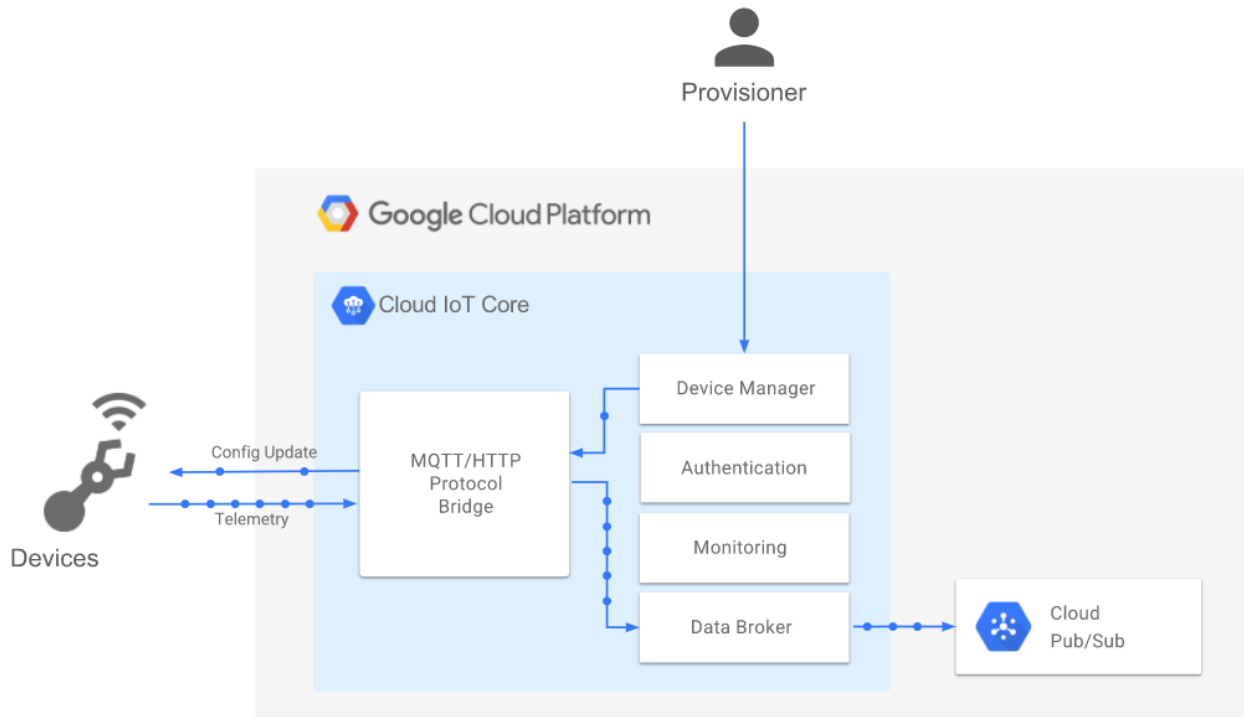 Provisioner
Google Cloud Platform
Cloud IoT Core
Device Manager
Config Update
MQTT/HTTP
Protocol
Bridge
Authentication
Telemetry
Devices
Monitoring
Data Broker
Cloud
Pub/Sub